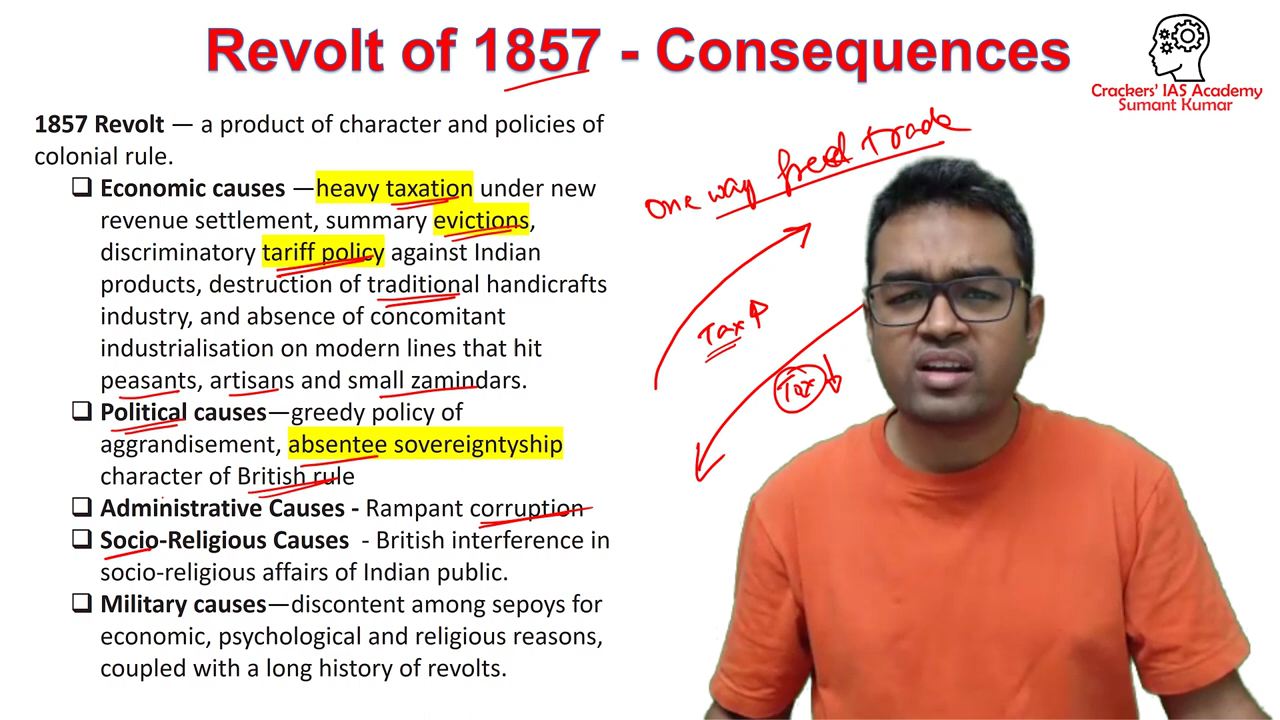 Revolt of 1857 - Consequences
Crackers' IAS Academy
Sumant Kumar
1857 Revolt — a product of character and policies of
colonial rule.
Economic causes —heavy taxation under new
revenue settlement, summary evictions,
discriminatory tariff policy against Indian
products, destruction of traditional handicrafts
industry, and absence of concomitant
industrialisation on modern lines that hit
peasants, artisans and small zamindars.
Political causes—greedy policy of
aggrandisement, absentee sovereigntyship
character of British rule
Administrative Causes - Rampant corruption
Socio-Religious Causes - British interference in
socio-religious affairs of Indian public.
Military causes—discontent among sepoys for
economic, psychological and religious reasons,
coupled with a long history of revolts.
One way free trade
Tax
Tax